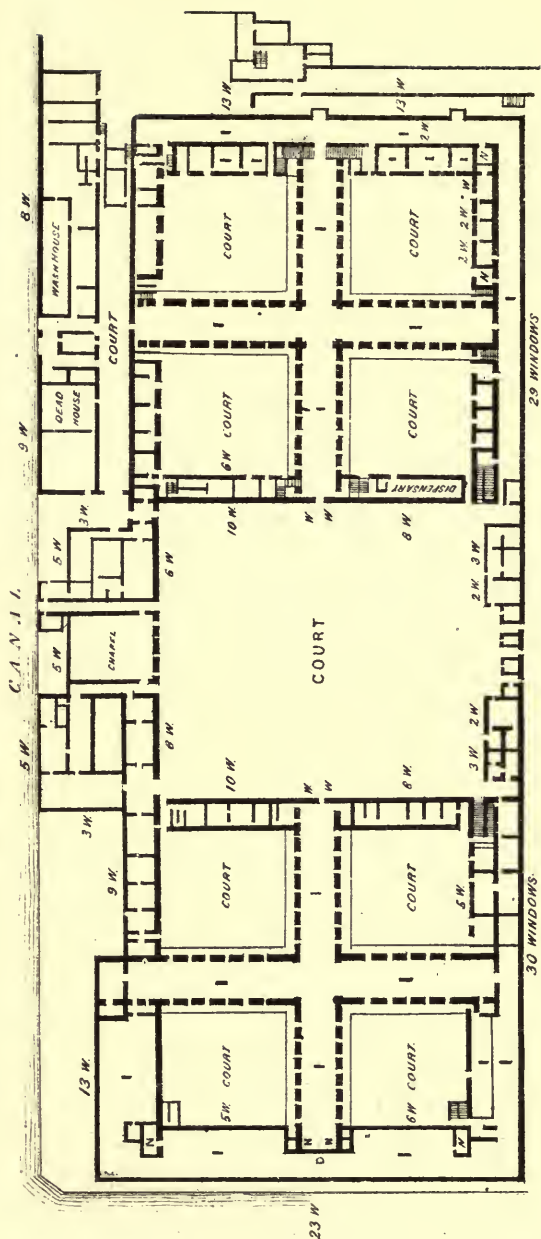 CANAL
5 W.
9 W
8 W.
5 W
5 W
DEAD
HOUSE
WASH HOUSE
3 W.
CHAPEL
3 W.
COURT
13 W.
9 W.
8 W.
6 W
13 W
I
N
5 W.
COURT
COURT
10 W.
10 W.
6 W
COURT
COURT
I
I
I
I
I
I
23 W
D
N
N
I
I
W
W
COURT
W
W
I
I
13 W
6 W
COURT.
COURT
8 W.
8 W
COURT
COURT
I
I
I
I
I
I
2 W
DISPENSART
N
I
I
5 W.
3 W
2 W
2 W
3 W
N
2 W.
2 W
W
N
30 WINDOWS
29 WINDOWS